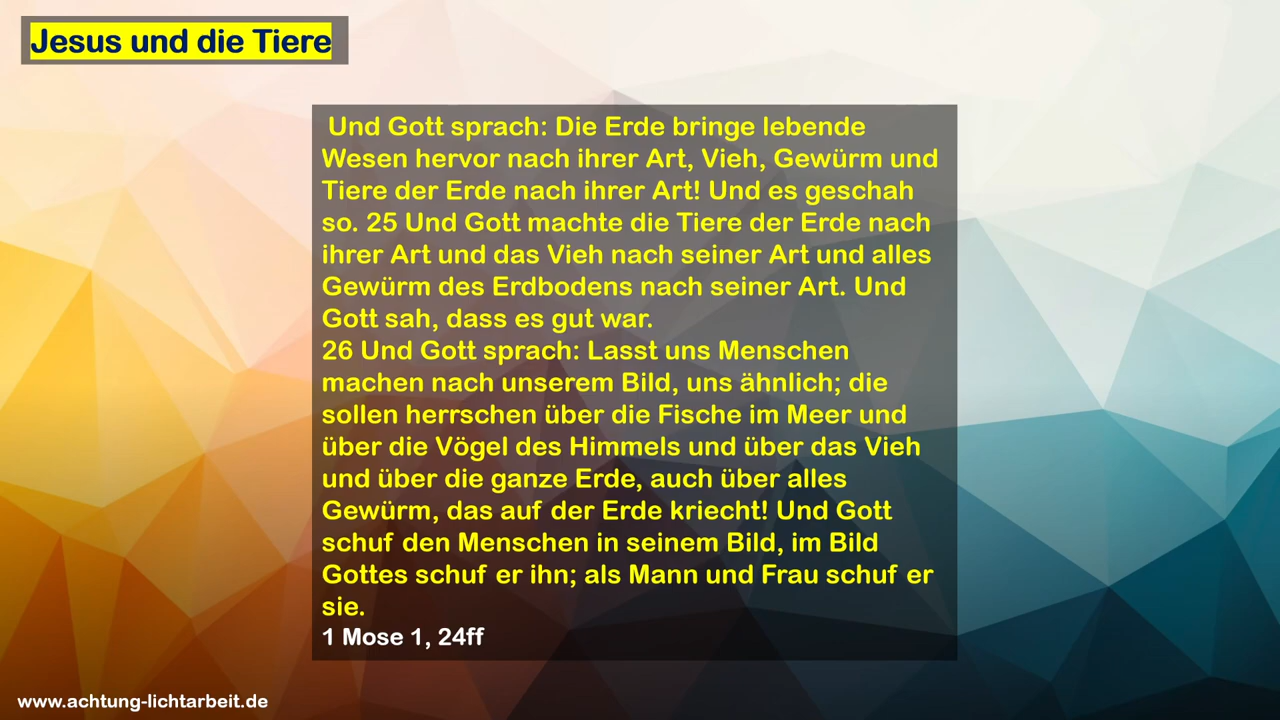 Jesus und die Tiere
Und Gott sprach: Die Erde bringe lebende
Wesen hervor nach ihrer Art, Vieh, Gewürm und
Tiere der Erde nach ihrer Art! Und es geschah
so. 25 Und Gott machte die Tiere der Erde nach
ihrer Art und das Vieh nach seiner Art und alles
Gewürm des Erdbodens nach seiner Art. Und
Gott sah, dass es gut war.
26 Und Gott sprach: Lasst uns Menschen
machen nach unserem Bild, uns ähnlich; die
sollen herrschen über die Fische im Meer und
über die Vögel des Himmels und über das Vieh
und über die ganze Erde, auch über alles
Gewürm, das auf der Erde kriecht! Und Gott
schuf den Menschen in seinem Bild, im Bild
Gottes schuf er ihn; als Mann und Frau schuf er
sie.
1 Mose 1, 24ff
www.achtung-lichtarbeit.de